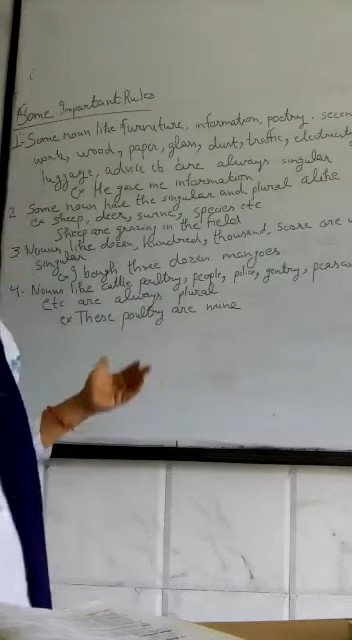 Some Important Rules
1- Some noun like furniture, information, poetry,
work, wood, paper, glass, dust, traffic, electricity
luggage, advice etc are always singular
ex He gave me information
2 Some noun have the singular and plural alike
ex sheep, deer, swine, species etc
Sheep are grazing in the field
3 Nouns, like dozen, hundred, thousand, score are
singular
eg I bough three dozen mangoes
4- Nouns like cattle poultry, people, police, gentry,
etc are always plural
ex These poultry are mine